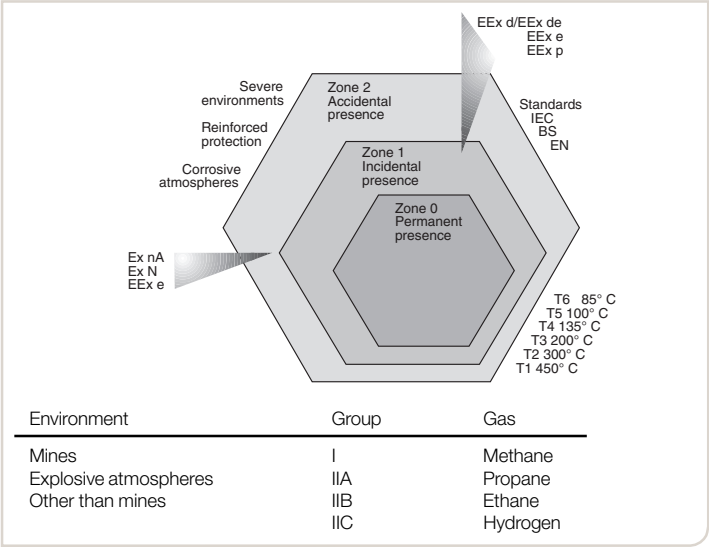 EEx d/EEx de
EEx e
EEx p
Severe
environments
Reinforced
protection
Corrosive
atmospheres
Zone 2
Accidental
presence
Standards
IEC
BS
EN
Zone 1
Incidental
presence
Zone 0
Permanent
presence
Ex nA
Ex N
EEx e
T6 85° C
T5 100° C
T4 135° C
T3 200° C
T2 300° C
T1 450° C
Environment Group Gas
Mines I Methane
Explosive atmospheres IIA Propane
Other than mines IIB Ethane
IIC Hydrogen